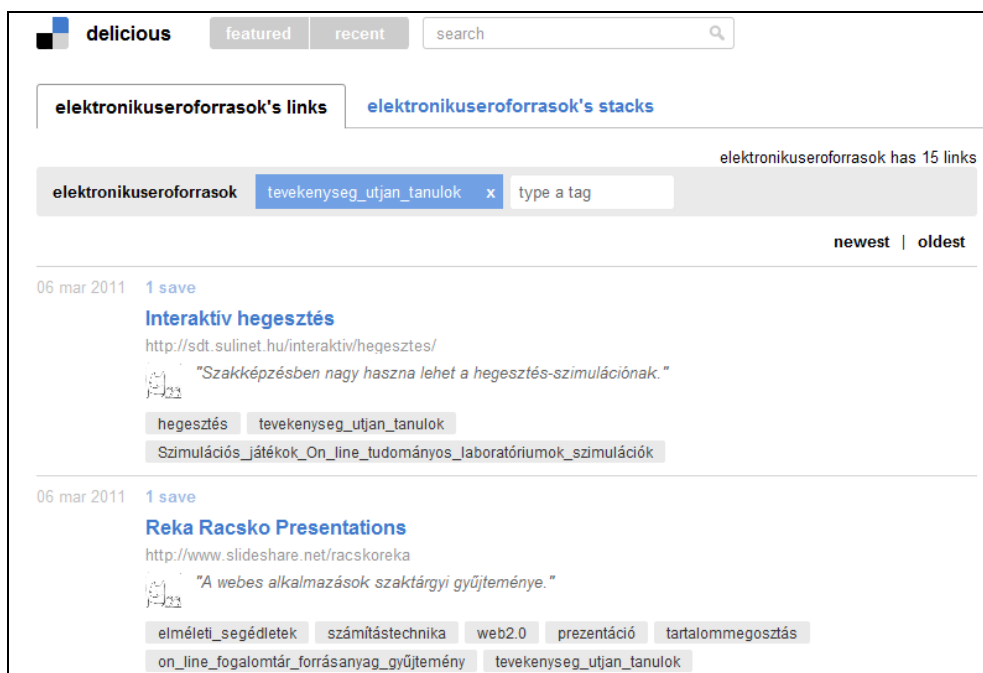 delicious featured recent search
elektronikuseroforrasok's links elektronikuseroforrasok's stacks
elektronikuseroforrasok has 15 links
elektronikuseroforrasok tevekenyseg_utjan_tanulok x type a tag
newest | oldest
06 mar 2011 1 save
Interaktív hegesztés
http://sdt.sulinet.hu/interaktiv/hegesztes/
"Szakképzésben nagy haszna lehet a hegesztés-szimulációnak."
hegesztés tevekenyseg_utjan_tanulok
Szimulációs_játékok_On_line_tudományos_laboratóriumok_szimulációk
06 mar 2011 1 save
Reka Racsko Presentations
http://www.slideshare.net/racskoreka
"A webes alkalmazások szaktárgyi gyűjteménye."
elméleti_segédletek számítástechnika web2.0 prezentáció tartalommegosztás
on_line_fogalomtár_forrásanyag_gyűjtemény tevekenyseg_utjan_tanulok